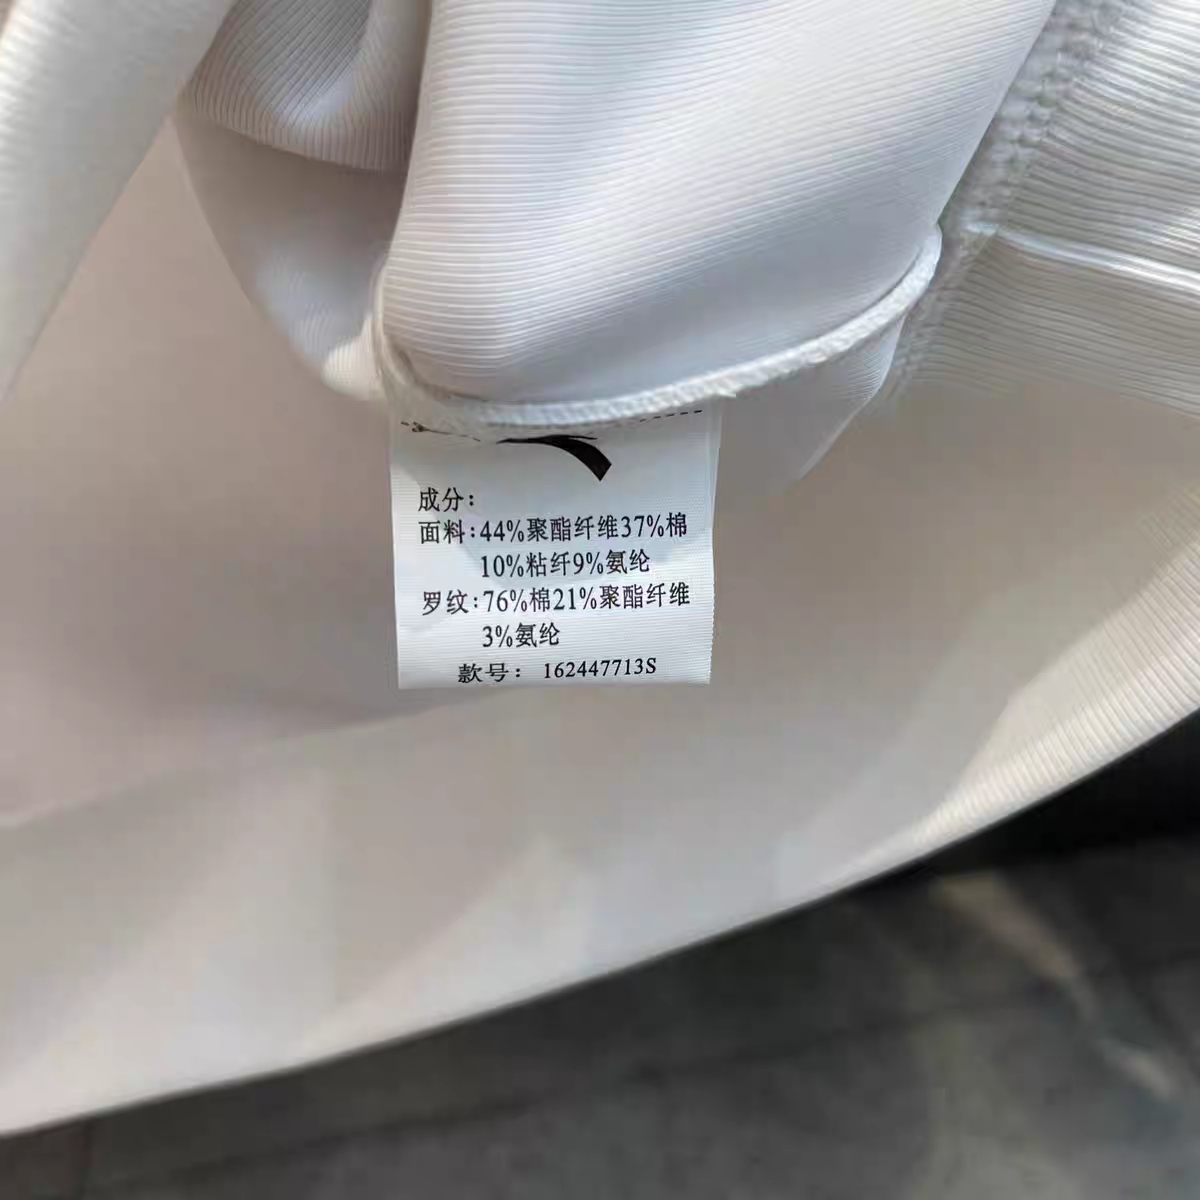 成分：
面料：44%聚酯纤维37%棉
10%粘纤9%氨纶
罗纹：76%棉21%聚酯纤维
3%氨纶
款号： 162447713S